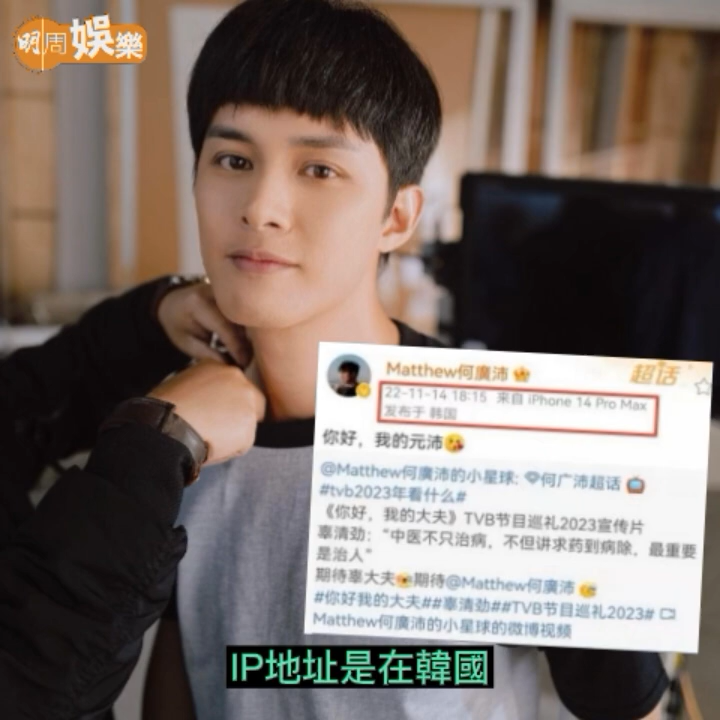 明周娛樂
Matthew何廣沛
超话
22-11-14 18:15 来自 iPhone 14 Pro Max
发布于 韩国
你好，我的元沛
@Matthew何廣沛的小星球: 何广沛超话
#tvb2023年看什么#
《你好，我的大夫》TVB节目巡礼2023宣传片
辜清劲：“中医不只治病，不但讲求药到病除，最重要
是治人”
期待辜大夫期待@Matthew何廣沛
#你好我的大夫##辜清劲##TVB节目巡礼2023#
Matthew何廣沛的小星球的微博视频
IP地址是在韓國